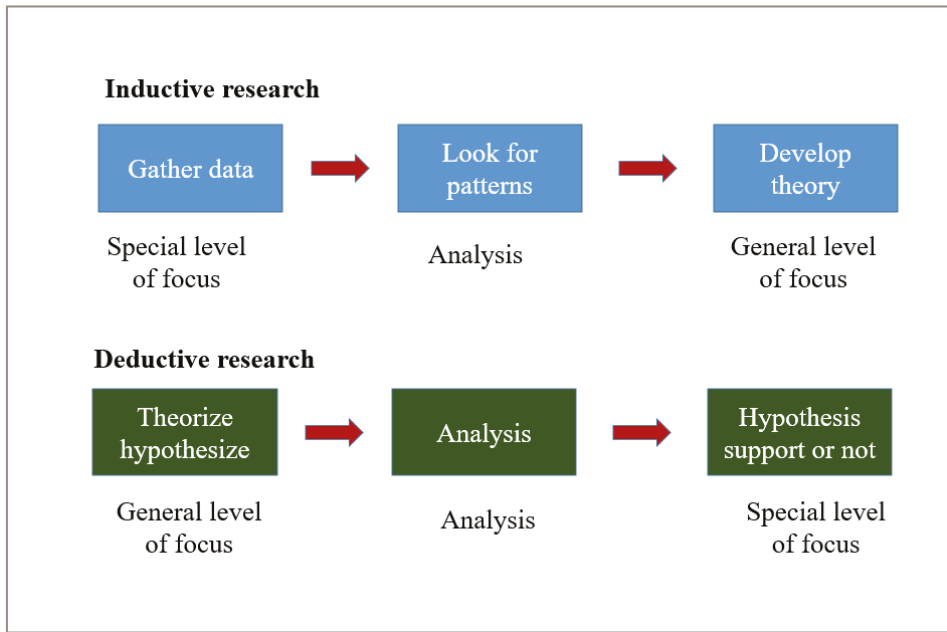 Inductive research
Gather data
Look for
patterns
Develop
theory
Special level
of focus
Analysis
General level
of focus
Deductive research
Theorize
hypothesize
Analysis
Hypothesis
support or not
General level
of focus
Analysis
Special level
of focus